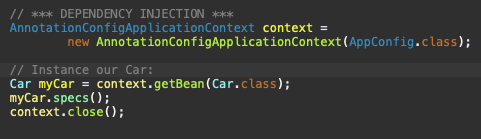 // *** DEPENDENCY INJECTION ***
AnnotationConfigApplicationContext context =
        new AnnotationConfigApplicationContext(AppConfig.class);

// Instance our Car:
Car myCar = context.getBean(Car.class);
myCar.specs();
context.close();